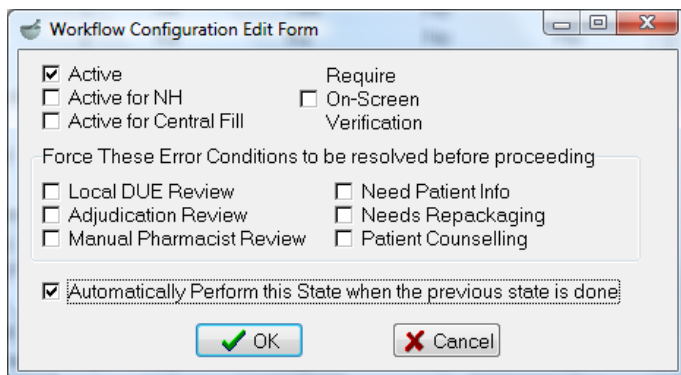 Workflow Configuration Edit Form
Active
Active for NH
Active for Central Fill
Require
On-Screen
Verification
Force These Error Conditions to be resolved before proceeding
Local DUE Review
Adjudication Review
Manual Pharmacist Review
Need Patient Info
Needs Repackaging
Patient Counselling
Automatically Perform this State when the previous state is done
OK
Cancel